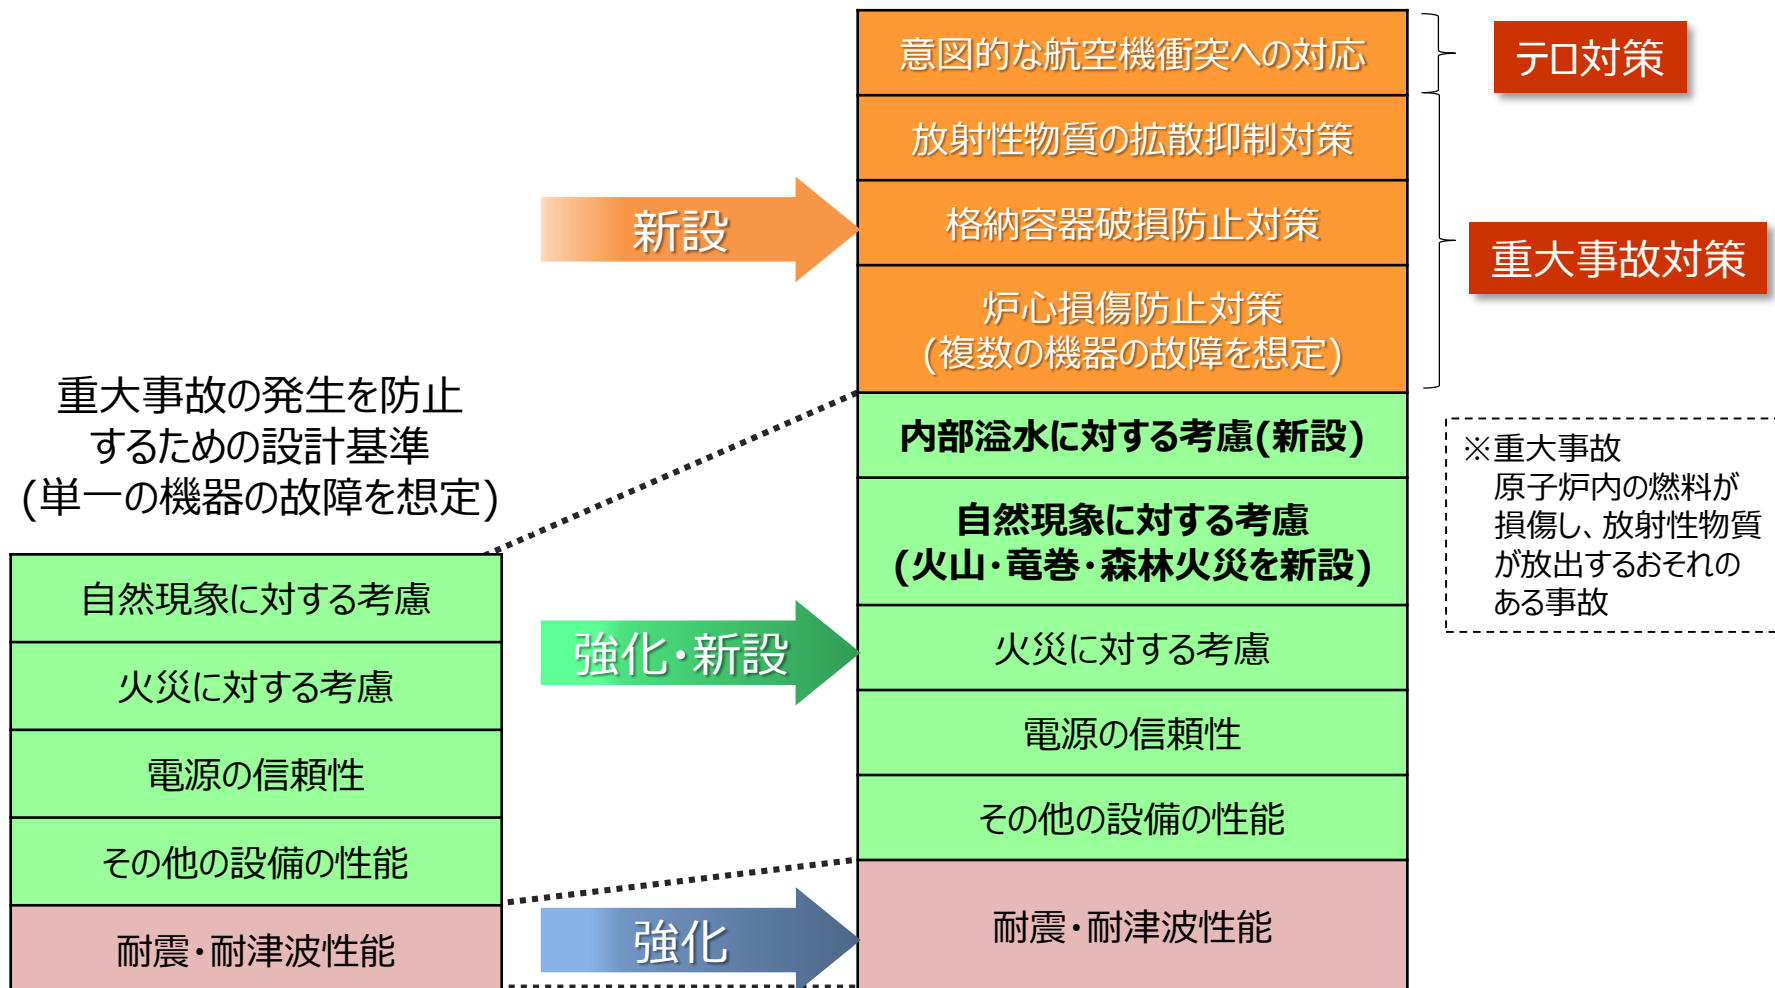 重大事故の発生を防止
するための設計基準
(単一の機器の故障を想定)
自然現象に対する考慮
火災に対する考慮
電源の信頼性
その他の設備の性能
耐震・耐津波性能
新設
強化・新設
強化
意図的な航空機衝突への対応
放射性物質の拡散抑制対策
格納容器破損防止対策
炉心損傷防止対策
(複数の機器の故障を想定)
内部溢水に対する考慮(新設)
自然現象に対する考慮
(火山・竜巻・森林火災を新設)
火災に対する考慮
電源の信頼性
その他の設備の性能
耐震・耐津波性能
テロ対策
重大事故対策
※重大事故
原子炉内の燃料が
損傷し、放射性物質
が放出するおそれの
ある事故